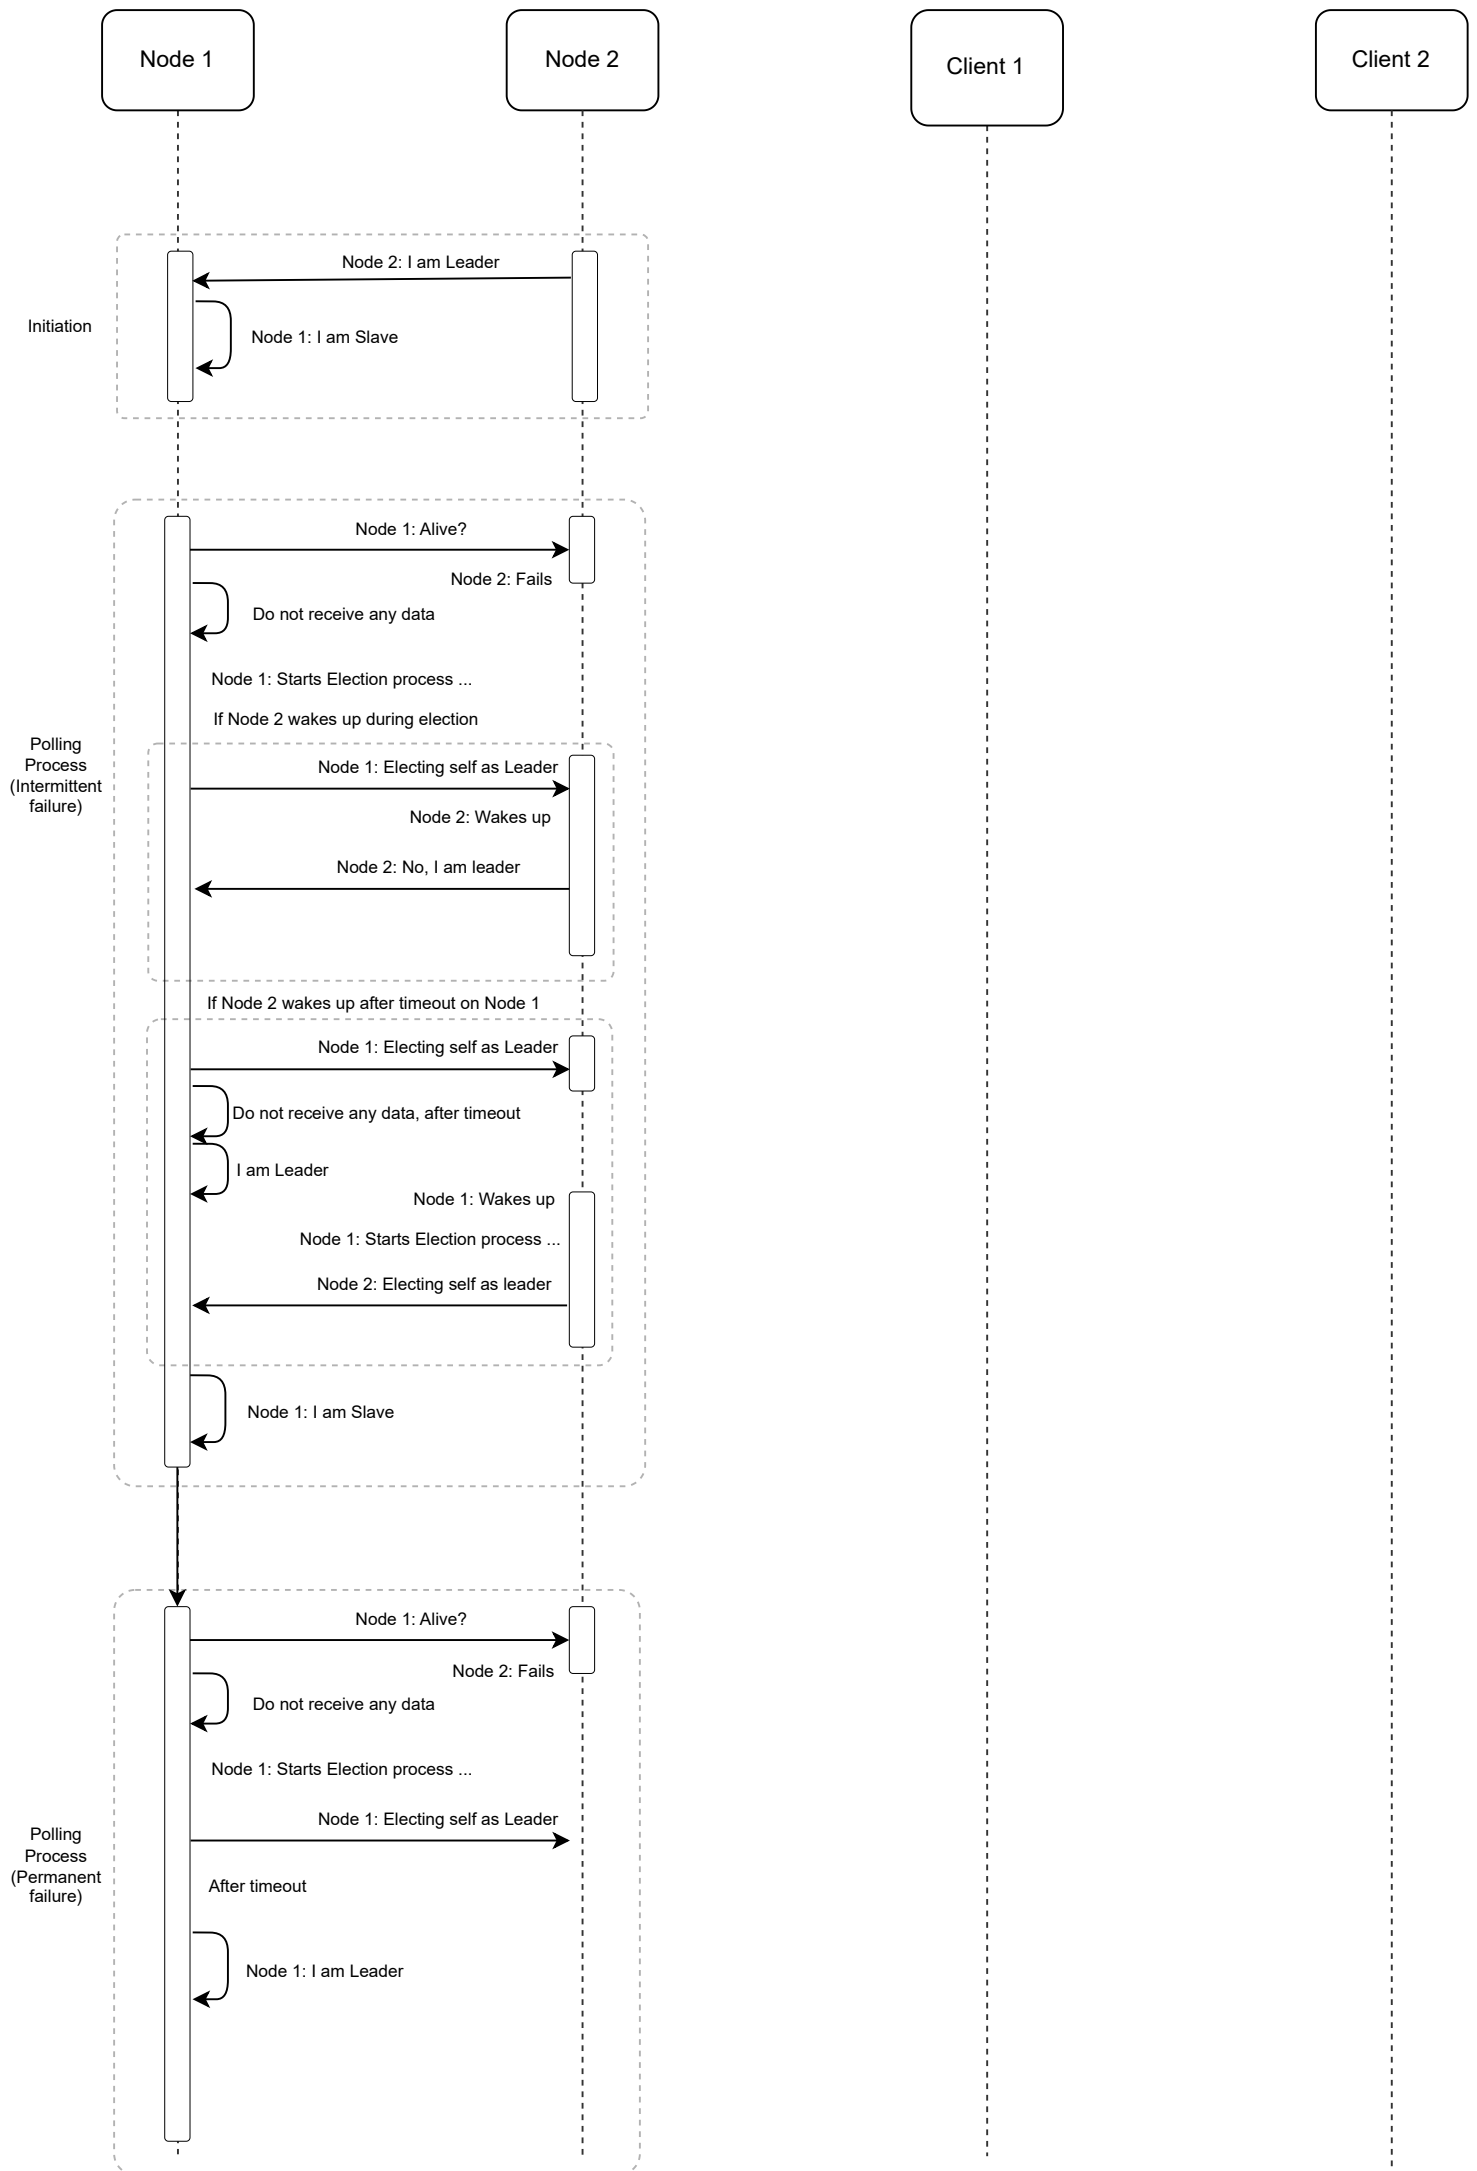 Node 1
Node 2
Client 1
Client 2
Node 2: I am Leader
Initiation
Node 1: I am Slave
Node 1: Alive?
Node 2: Fails
Do not receive any data
Node 1: Starts Election process ...
If Node 2 wakes up during election
Polling
Process
(Intermittent
failure)
Node 1: Electing self as Leader
Node 2: Wakes up
Node 2: No, I am leader
If Node 2 wakes up after timeout on Node 1
Node 1: Electing self as Leader
Do not receive any data, after timeout
I am Leader
Node 1: Wakes up
Node 1: Starts Election process ...
Node 2: Electing self as leader
Node 1: I am Slave
Node 1: Alive?
Node 2: Fails
Do not receive any data
Node 1: Starts Election process ...
Node 1: Electing self as Leader
Polling
Process
(Permanent
failure)
After timeout
Node 1: I am Leader